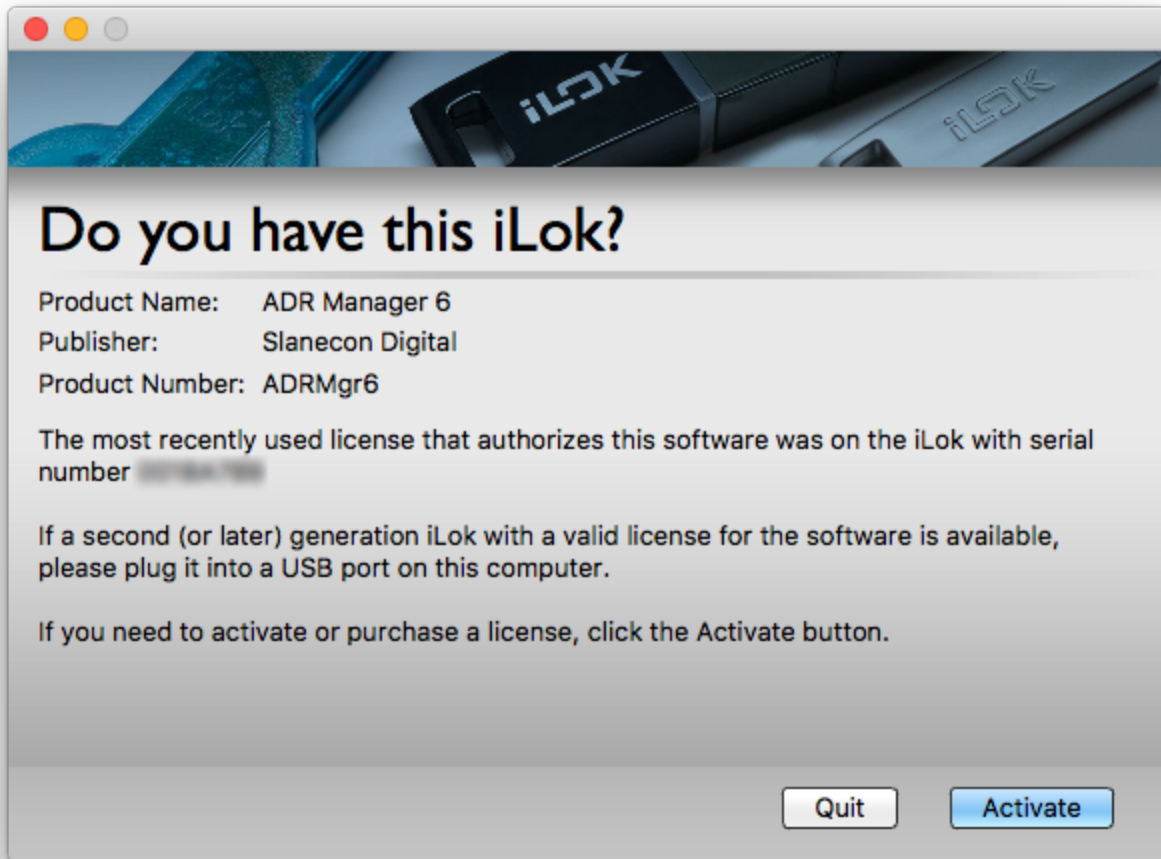 iLOK
iLOK
Do you have this iLok?
Product Name: ADR Manager 6
Publisher: Slanecon Digital
Product Number: ADRMgr6
The most recently used license that authorizes this software was on the iLok with serial
number
If a second (or later) generation iLok with a valid license for the software is available,
please plug it into a USB port on this computer.
If you need to activate or purchase a license, click the Activate button.
Quit Activate